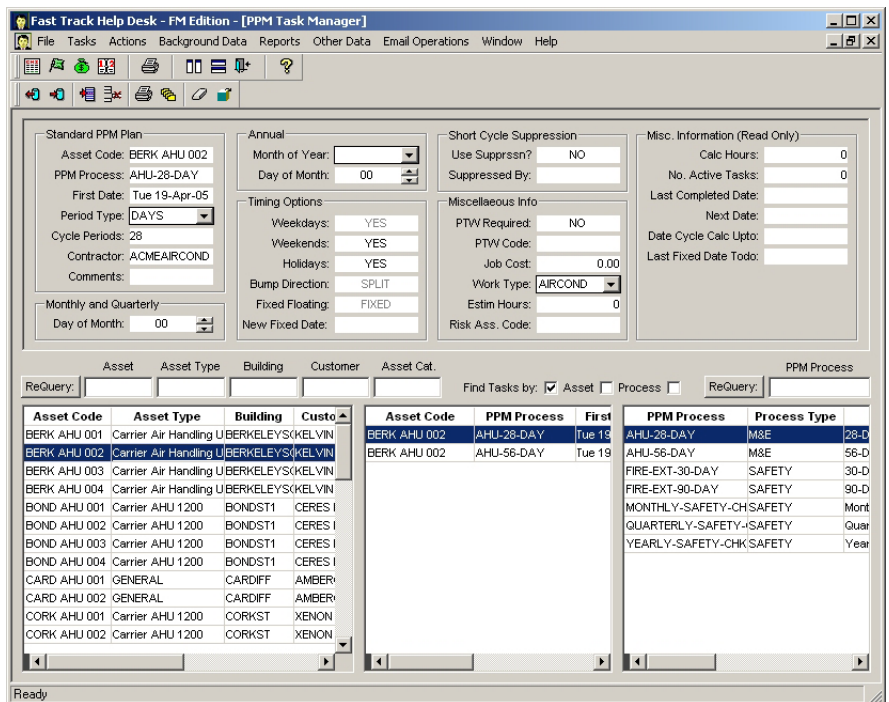 Fast Track Help Desk - FM Edition - [PPM Task Manager]
File Tasks Actions Background Data Reports Other Data Email Operations Window Help
Standard PPM Plan
Asset Code: BERK AHU 002
PPM Process: AHU-28-DAY
First Date: Tue 19-Apr-05
Period Type: DAYS
Cycle Periods: 28
Contractor: ACMEAIRCOND
Comments:
Monthly and Quarterly
Day of Month: 00
Annual
Month of Year:
Day of Month: 00
Timing Options
Weekdays: YES
Weekends: YES
Holidays: YES
Bump Direction: SPLIT
Fixed Floating: FIXED
New Fixed Date:
Short Cycle Suppression
Use Supprssn? NO
Suppressed By:
Miscellaeous Info
PTW Required: NO
PTW Code:
Job Cost: 0.00
Work Type: AIRCOND
Estim Hours: 0
Risk Ass. Code:
Misc. Information (Read Only)
Calc Hours: 0
No. Active Tasks: 0
Last Completed Date:
Next Date:
Date Cycle Calc Upto:
Last Fixed Date Todo:
Asset Asset Type Building Customer Asset Cat.
ReQuery:
Find Tasks by: Asset Process
PPM Process
ReQuery:
Asset Code Asset Type Building Custo
BERK AHU 001 Carrier Air Handling U BERKELEYS( KELVIN
BERK AHU 002 Carrier Air Handling U BERKELEYS( KELVIN
BERK AHU 003 Carrier Air Handling U BERKELEYS( KELVIN
BERK AHU 004 Carrier Air Handling U BERKELEYS( KELVIN
BOND AHU 001 Carrier AHU 1200 BONDST1 CERES I
BOND AHU 002 Carrier AHU 1200 BONDST1 CERES I
BOND AHU 003 Carrier AHU 1200 BONDST1 CERES I
BOND AHU 004 Carrier AHU 1200 BONDST1 CERES I
CARD AHU 001 GENERAL CARDIFF AMBER
CARD AHU 002 GENERAL CARDIFF AMBER
CORK AHU 001 Carrier AHU 1200 CORKST XENON
CORK AHU 002 Carrier AHU 1200 CORKST XENON
Asset Code PPM Process First
BERK AHU 002 AHU-28-DAY Tue 19
BERK AHU 002 AHU-56-DAY Tue 19
PPM Process Process Type
AHU-28-DAY M&E 28-D
AHU-56-DAY M&E 56-D
FIRE-EXT-30-DAY SAFETY 30-D
FIRE-EXT-90-DAY SAFETY 90-D
MONTHLY-SAFETY-CH SAFETY Mont
QUARTERLY-SAFETY-( SAFETY Quar
YEARLY-SAFETY-CHK SAFETY Year
Ready